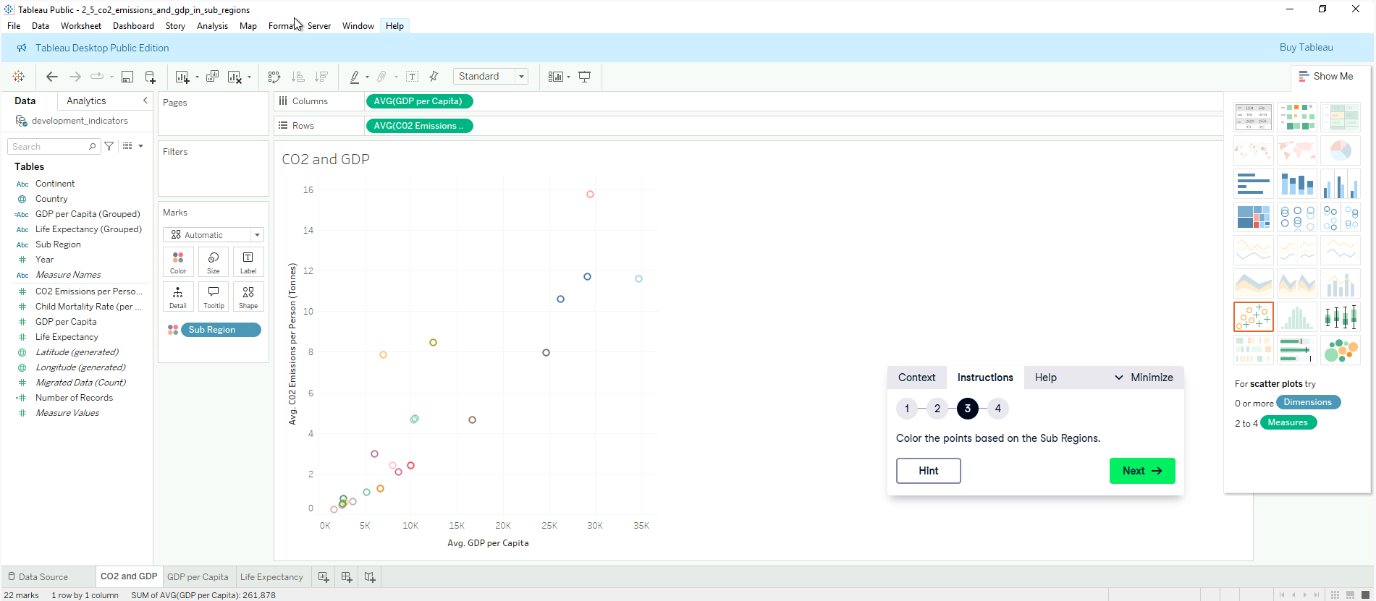 Tableau Public - 2_5_co2_emissions_and_gdp_in_sub_regions
File Data Worksheet Dashboard Story Analysis Map Format Server Window Help
Tableau Desktop Public Edition
Buy Tableau
Standard
Show Me
Data Analytics
development_indicators
Search
Tables
Abc Continent
Country
=Abc GDP per Capita (Grouped)
Abc Life Expectancy (Grouped)
Abc Sub Region
# Year
Abc Measure Names
# CO2 Emissions per Perso...
# Child Mortality Rate (per ...
# GDP per Capita
# Life Expectancy
Latitude (generated)
Longitude (generated)
# Migrated Data (Count)
=# Number of Records
# Measure Values
Pages
Filters
Marks
Automatic
Color Size Label
Detail Tooltip Shape
Sub Region
Columns AVG(GDP per Capita)
Rows AVG(CO2 Emissions ..
CO2 and GDP
Avg. CO2 Emissions per Person (Tonnes)
16
14
12
10
8
6
4
2
0
0K 5K 10K 15K 20K 25K 30K 35K
Avg. GDP per Capita
Context Instructions Help Minimize
1 2 3 4
Color the points based on the Sub Regions.
HInt
Next →
For scatter plots try
0 or more Dimensions
2 to 4 Measures
Data Source CO2 and GDP GDP per Capita Life Expectancy
22 marks 1 row by 1 column SUM of AVG(GDP per Capita): 261,878